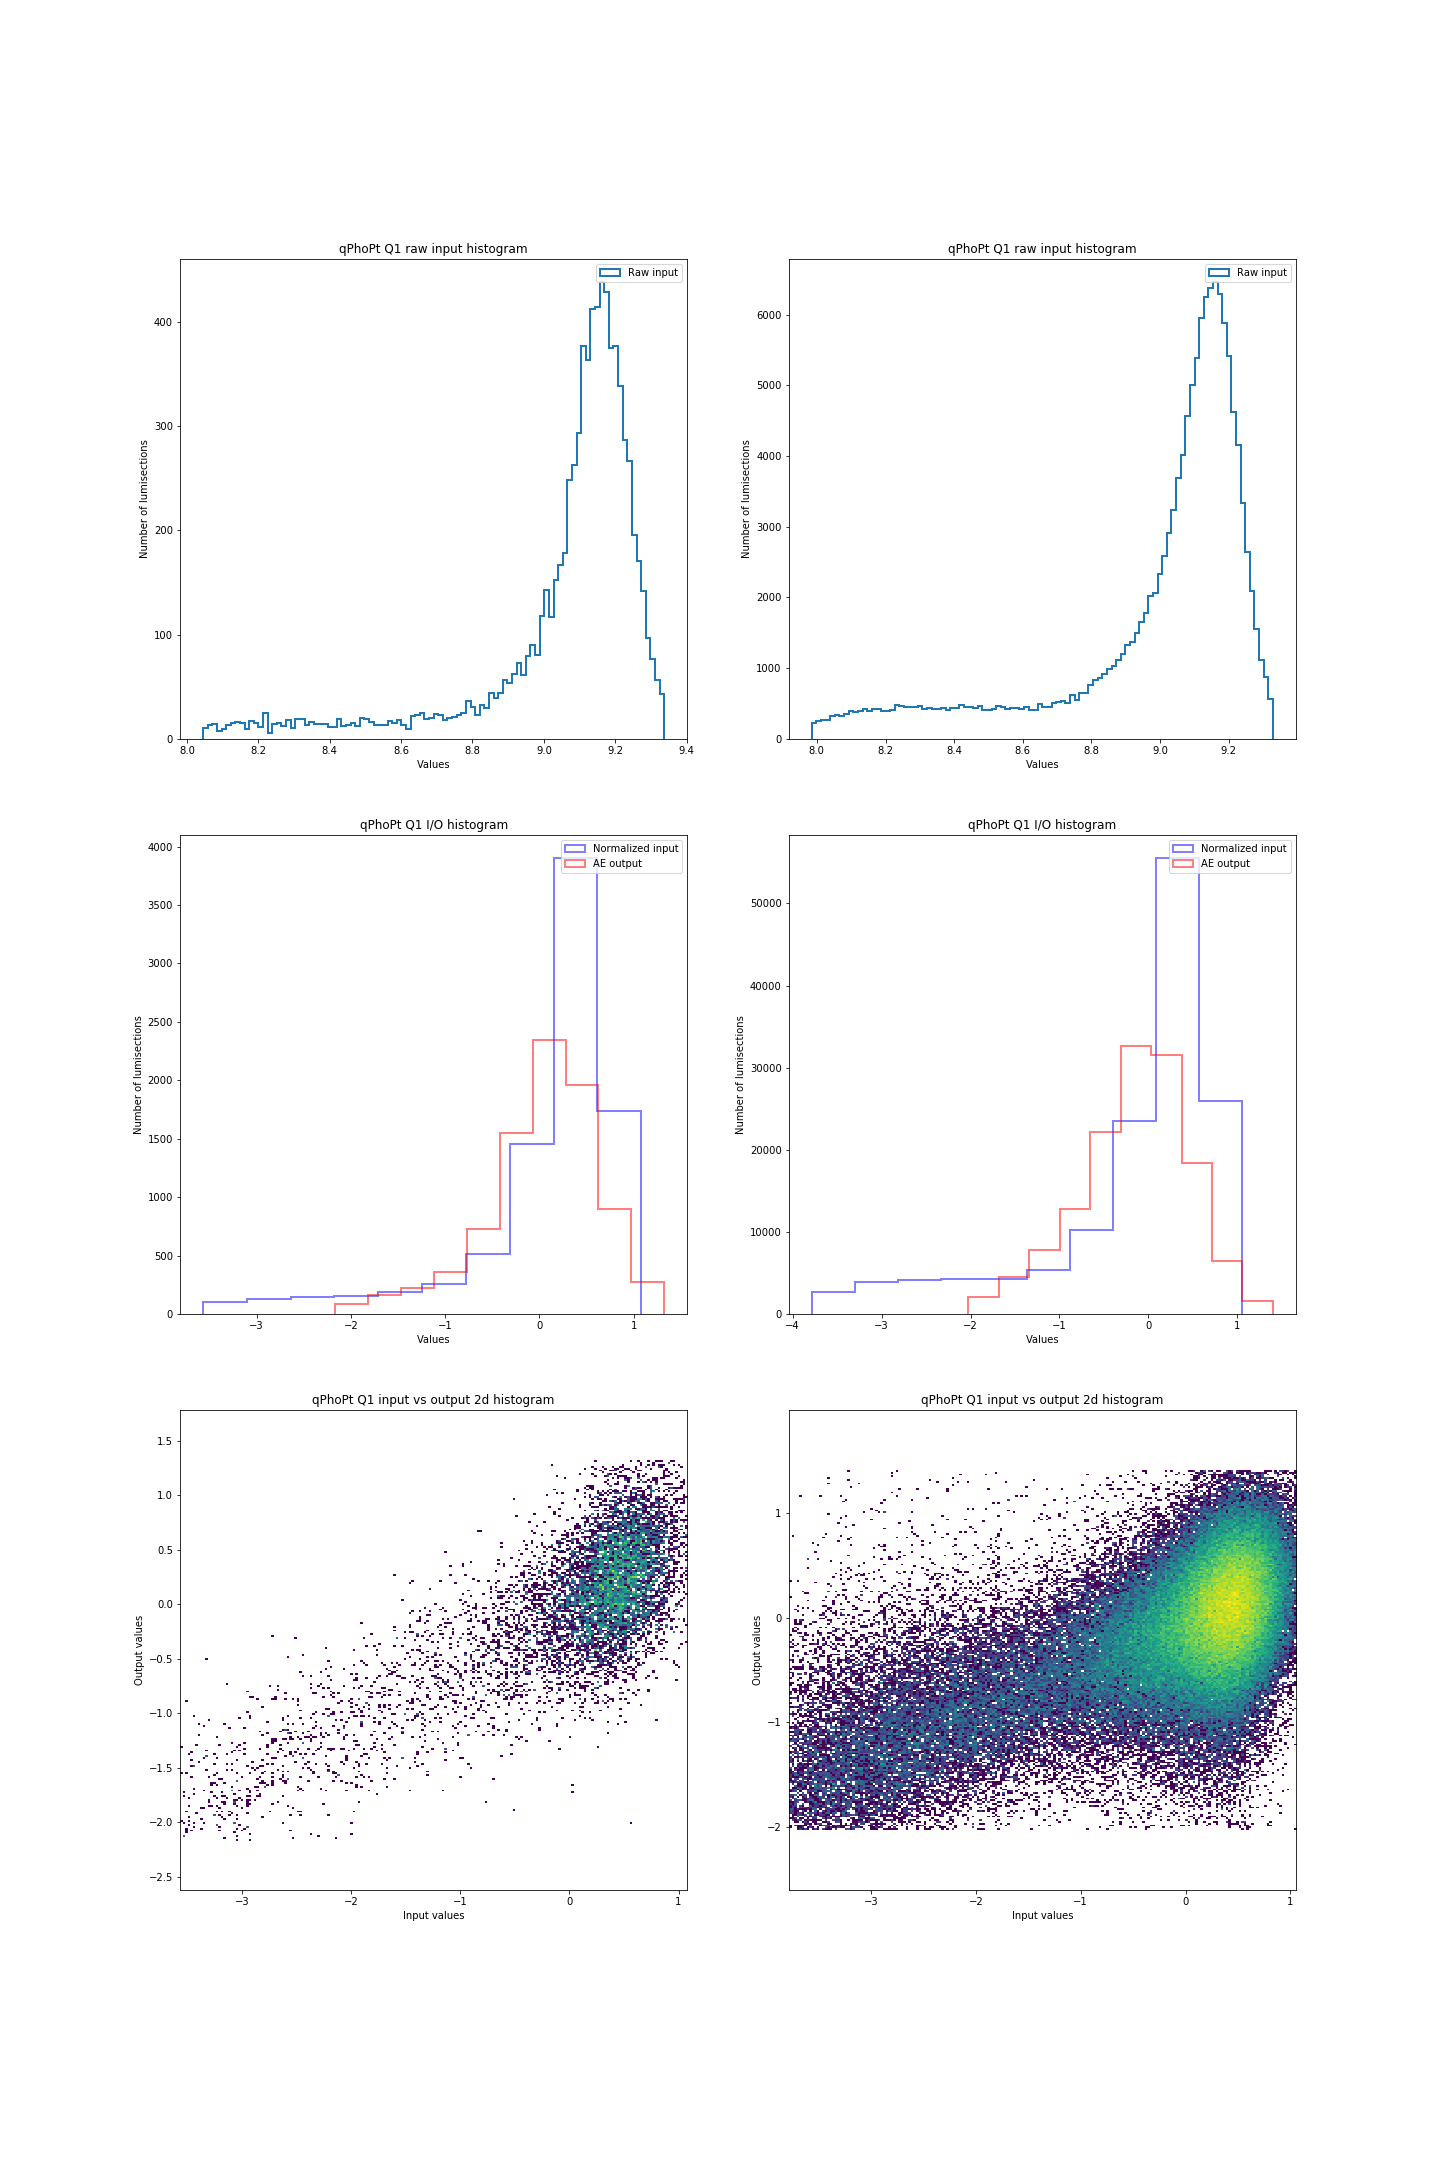 qPhoPt Q1 raw input histogram
Raw input
Number of lumisections
400
300
200
100
0
8.0 8.2 8.4 8.6 8.8 9.0 9.2 9.4
Values
qPhoPt Q1 raw input histogram
Raw input
Number of lumisections
6000
5000
4000
3000
2000
1000
0
8.0 8.2 8.4 8.6 8.8 9.0 9.2
Values
qPhoPt Q1 I/O histogram
Normalized input
AE output
Number of lumisections
4000
3500
3000
2500
2000
1500
1000
500
0
−3 −2 −1 0 1
Values
qPhoPt Q1 I/O histogram
Normalized input
AE output
Number of lumisections
50000
40000
30000
20000
10000
0
−4 −3 −2 −1 0 1
Values
qPhoPt Q1 input vs output 2d histogram
Output values
1.5
1.0
0.5
0.0
−0.5
−1.0
−1.5
−2.0
−2.5
−3 −2 −1 0 1
Input values
qPhoPt Q1 input vs output 2d histogram
Output values
1
0
−1
−2
−3 −2 −1 0 1
Input values